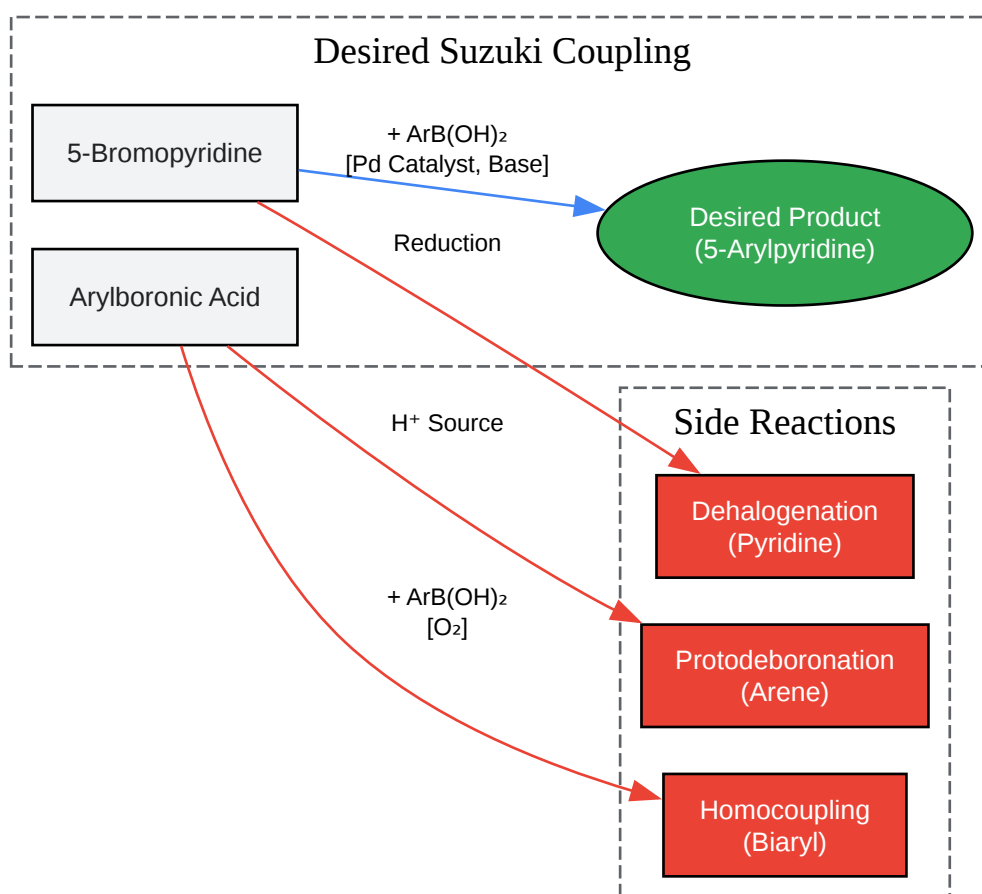 Desired Suzuki Coupling
5-Bromopyridine
+ ArB(OH)₂
[Pd Catalyst, Base]
Desired Product
(5-Arylpyridine)
Reduction
Arylboronic Acid
Side Reactions
H⁺ Source
Dehalogenation
(Pyridine)
+ ArB(OH)₂
[O₂]
Protodeboronation
(Arene)
Homocoupling
(Biaryl)